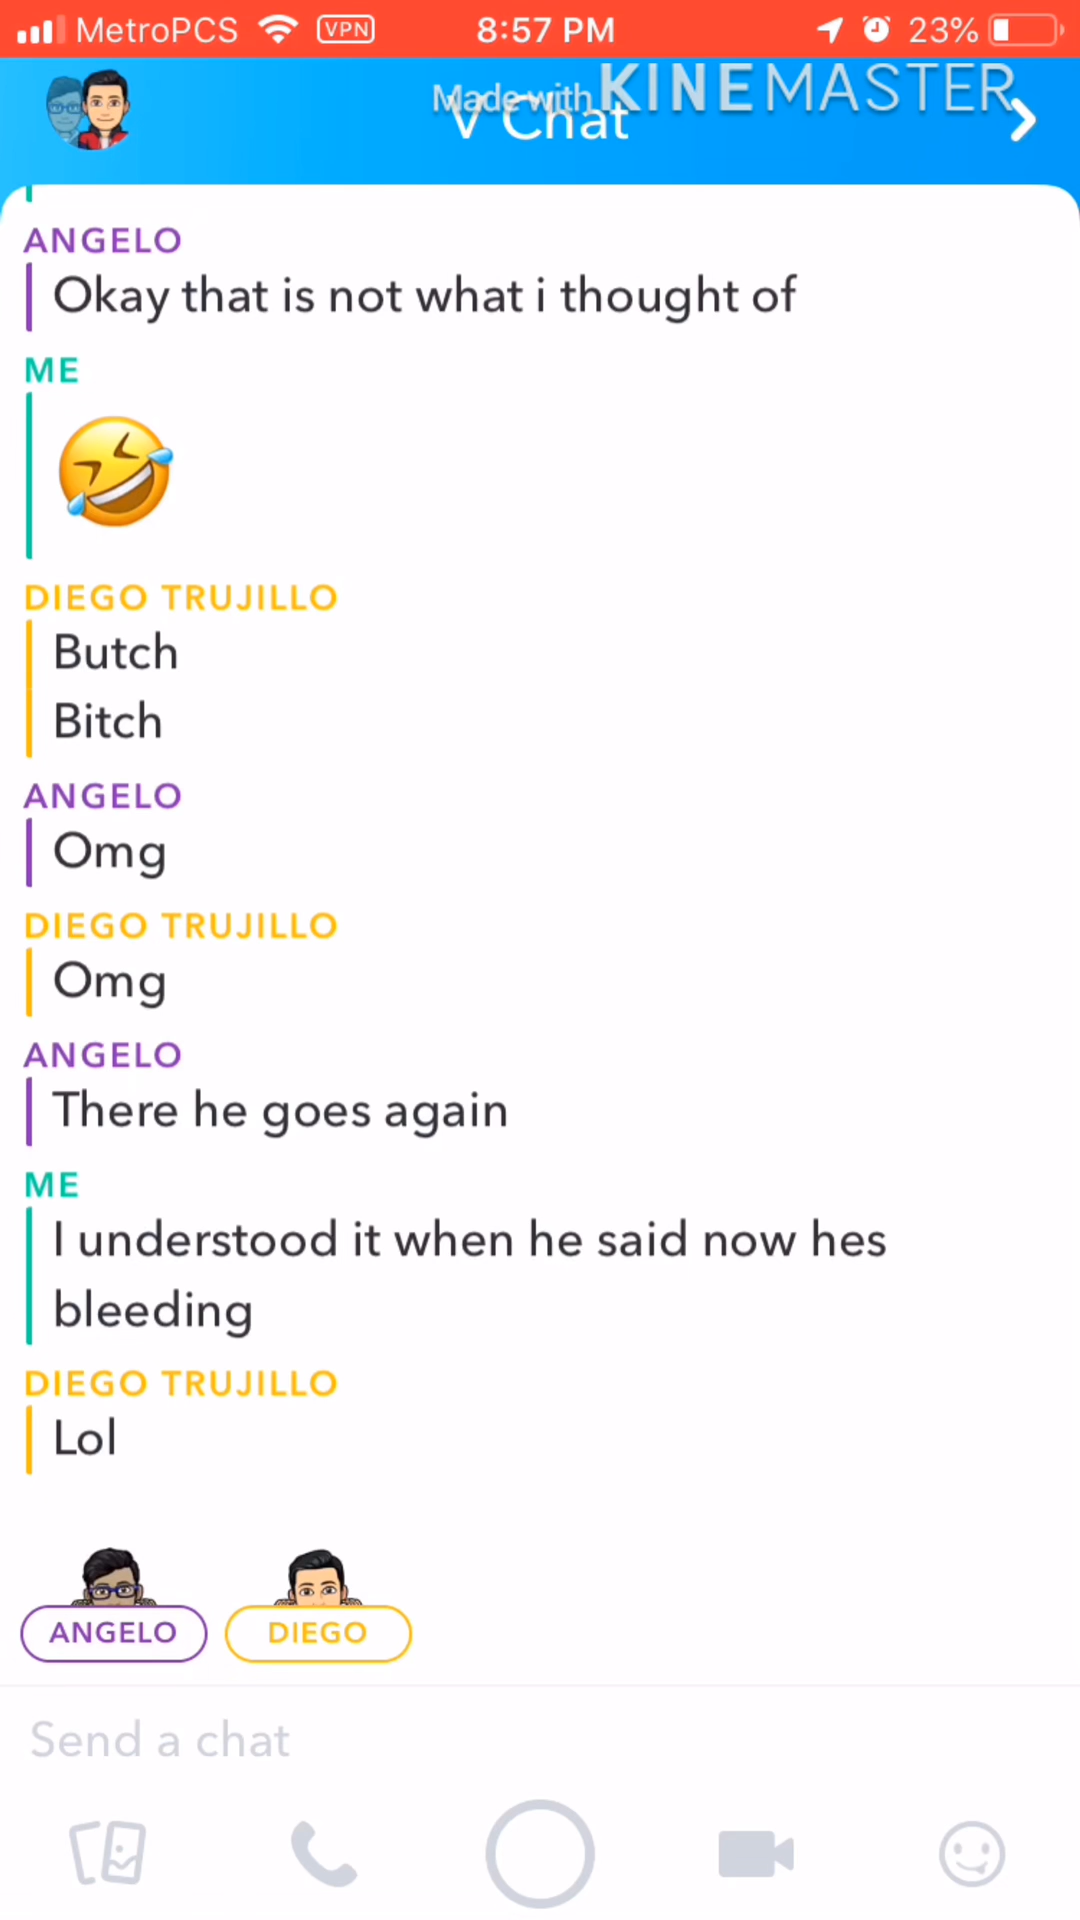 MetroPCS VPN 8:57 PM 23%
Made with KINEMASTER
V Chat
ANGELO
Okay that is not what i thought of
ME
DIEGO TRUJILLO
Butch
Bitch
ANGELO
Omg
DIEGO TRUJILLO
Omg
ANGELO
There he goes again
ME
I understood it when he said now hes
bleeding
DIEGO TRUJILLO
Lol
ANGELO DIEGO
Send a chat